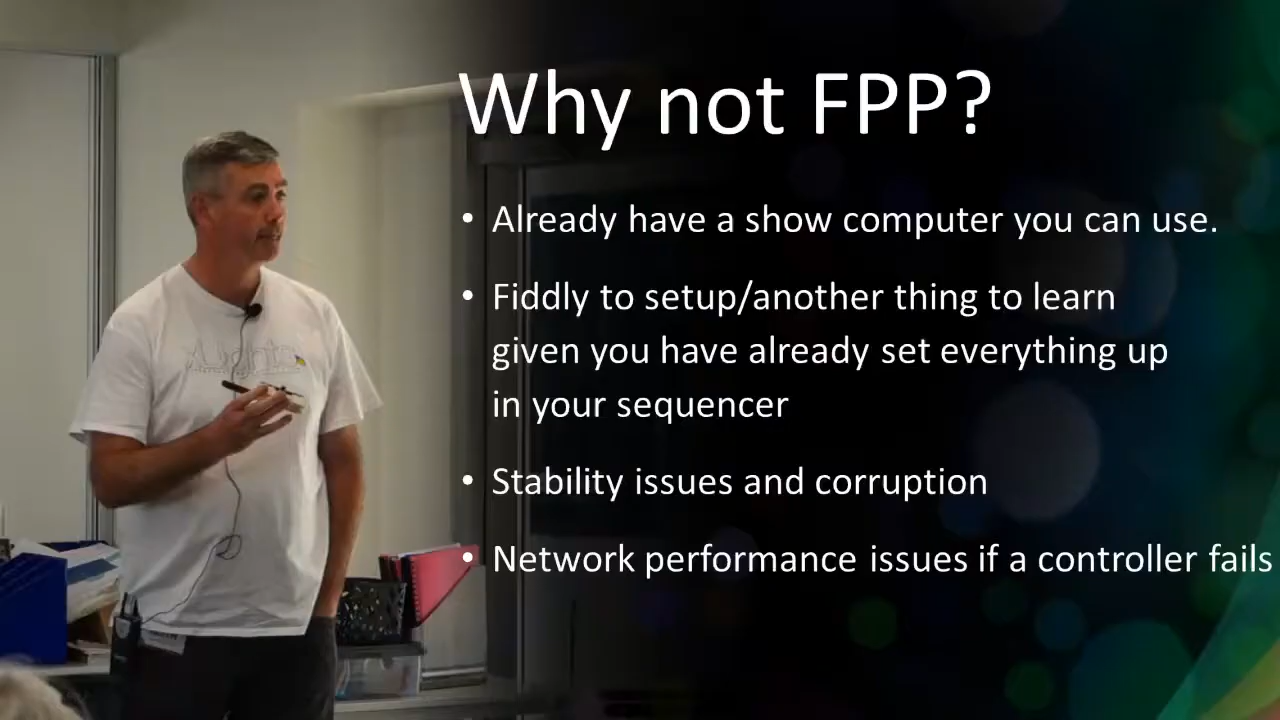 Why not FPP?
• Already have a show computer you can use.
• Fiddly to setup/another thing to learn
given you have already set everything up
in your sequencer
• Stability issues and corruption
• Network performance issues if a controller fails